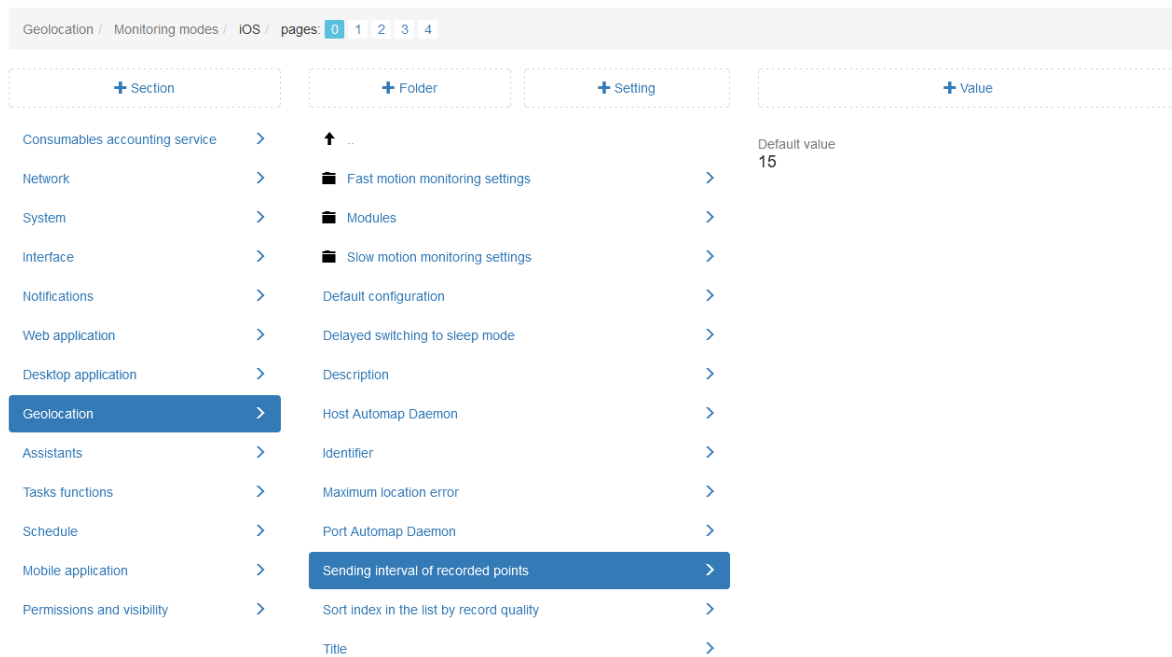 Geolocation / Monitoring modes / iOS / pages: 0 1 2 3 4
+ Section
+ Folder
+ Setting
+ Value
Consumables accounting service
Network
System
Interface
Notifications
Web application
Desktop application
Geolocation
Assistants
Tasks functions
Schedule
Mobile application
Permissions and visibility
..
Fast motion monitoring settings
Modules
Slow motion monitoring settings
Default configuration
Delayed switching to sleep mode
Description
Host Automap Daemon
Identifier
Maximum location error
Port Automap Daemon
Sending interval of recorded points
Sort index in the list by record quality
Title
Default value
15